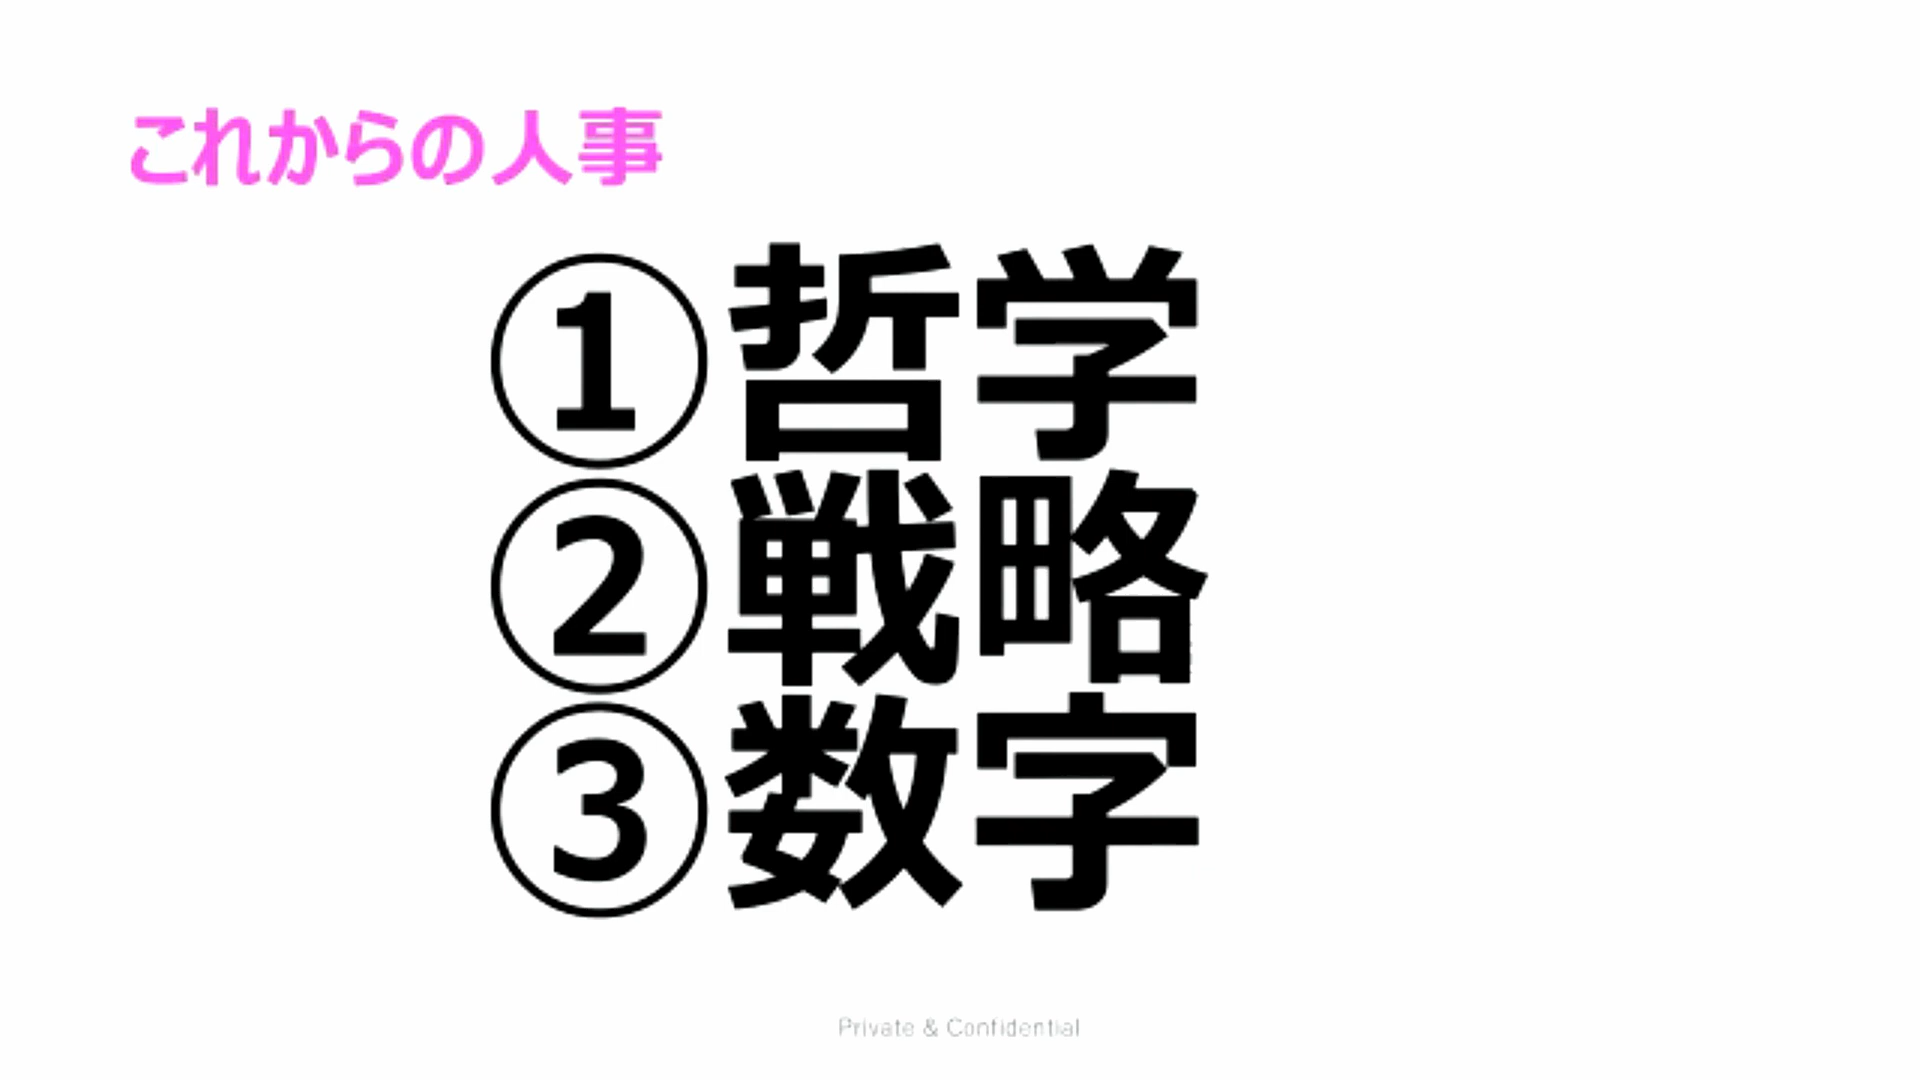 これからの人事
①哲学
②戦略
③数字
Private & Confidential